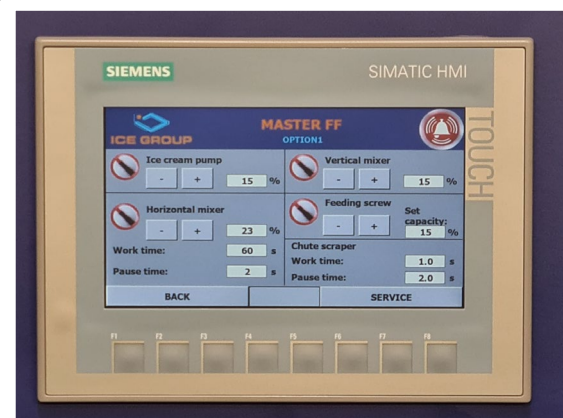 SIEMENS
SIMATIC HMI
TOUCH
ICE GROUP
MASTER FF
OPTION1
Ice cream pump
- + 15 %
Vertical mixer
- + 15 %
Horizontal mixer
- + 23 %
Work time: 60 s
Pause time: 2 s
Feeding screw
Set
capacity:
- + 15 %
Chute scraper
Work time: 1.0 s
Pause time: 2.0 s
BACK
SERVICE
F1 F2 F3 F4 F5 F6 F7 F8